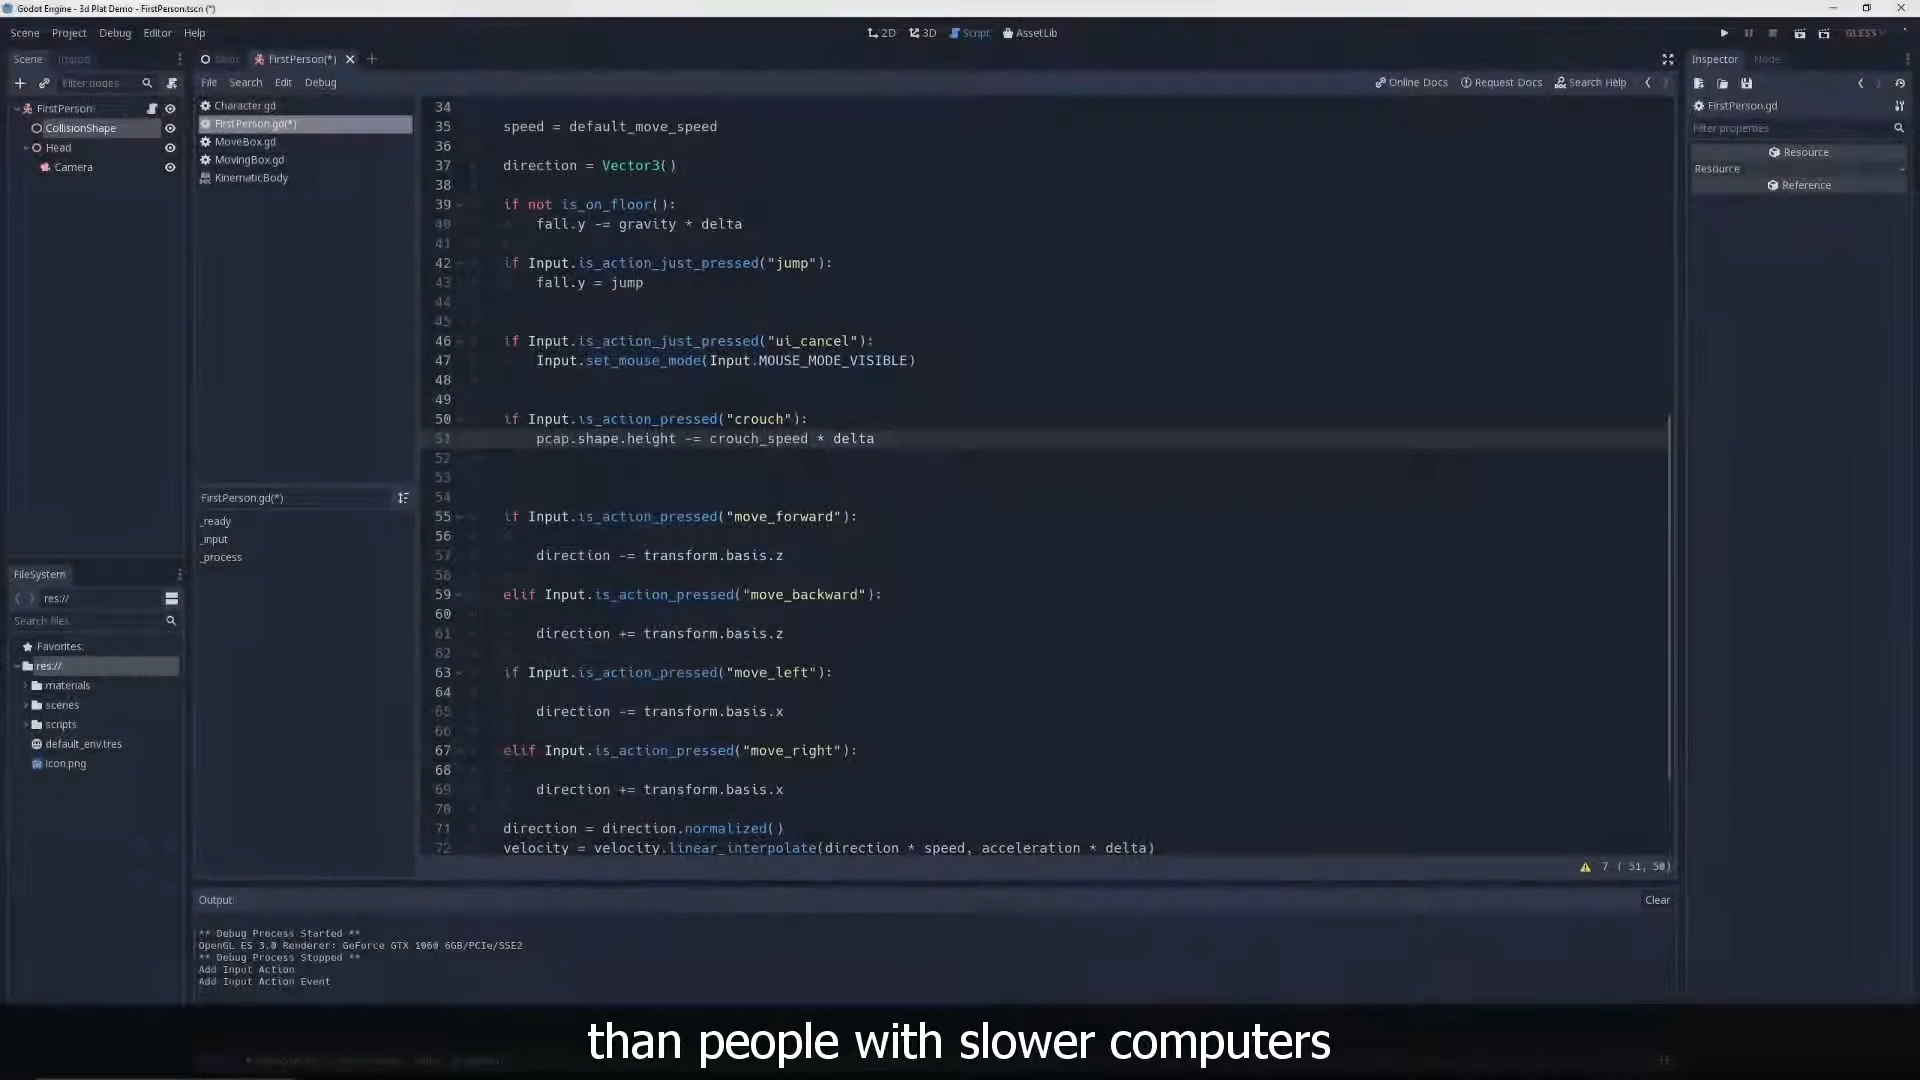 Godot Engine - 3d Plat Demo - FirstPerson.tscn (*)
Scene Project Debug Editor Help
2D 3D Script AssetLib
GLES3
Scene Import
Main FirstPerson(*)
Inspector Node
Filter nodes
File Search Edit Debug
Online Docs Request Docs Search Help
FirstPerson
CollisionShape
Head
Camera
Character.gd
FirstPerson.gd(*)
MoveBox.gd
MovingBox.gd
KinematicBody
FirstPerson.gd(*)
_ready
_input
_process
34
35 speed = default_move_speed
36
37 direction = Vector3()
38
39 if not is_on_floor():
40 fall.y -= gravity * delta
41
42 if Input.is_action_just_pressed("jump"):
43 fall.y = jump
44
45
46 if Input.is_action_just_pressed("ui_cancel"):
47 Input.set_mouse_mode(Input.MOUSE_MODE_VISIBLE)
48
49
50 if Input.is_action_pressed("crouch"):
51 pcap.shape.height -= crouch_speed * delta
52
53
54
55 if Input.is_action_pressed("move_forward"):
56
57 direction -= transform.basis.z
58
59 elif Input.is_action_pressed("move_backward"):
60
61 direction += transform.basis.z
62
63 if Input.is_action_pressed("move_left"):
64
65 direction -= transform.basis.x
66
67 elif Input.is_action_pressed("move_right"):
68
69 direction += transform.basis.x
70
71 direction = direction.normalized()
72 velocity = velocity.linear_interpolate(direction * speed, acceleration * delta)
7 ( 51, 50)
FirstPerson.gd
Filter properties
Resource
Resource
Reference
FileSystem
res://
Search files
Favorites:
res://
materials
scenes
scripts
default_env.tres
icon.png
Output:
Clear
** Debug Process Started **
OpenGL ES 3.0 Renderer: GeForce GTX 1060 6GB/PCIe/SSE2
** Debug Process Stopped **
Add Input Action
Add Input Action Event
than people with slower computers